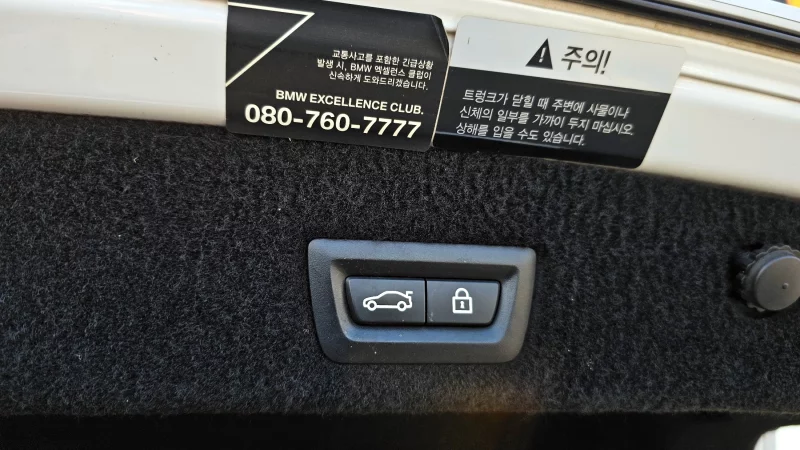 교통사고를 포함한 긴급상황
발생 시, BMW 엑설런스 클럽이
신속하게 도와드리겠습니다.
BMW EXCELLENCE CLUB.
080-760-7777
주의!
트렁크가 닫힐 때 주변에 사물이나
신체의 일부를 가까이 두지 마십시오.
상해를 입을 수도 있습니다.